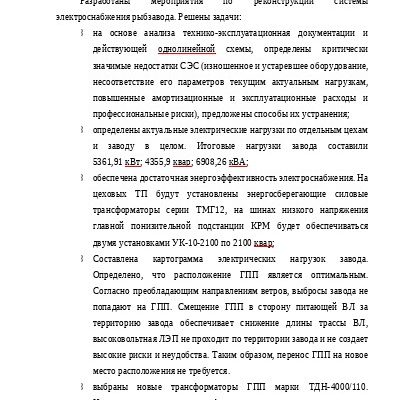 Разработаны мероприятия по реконструкции системы
электроснабжения рыбзавода. Решены задачи:
на основе анализа технико-эксплуатационная документации и
действующей однолинейной схемы, определены критически
значимые недостатки СЭС (изношенное и устаревшее оборудование,
несоответствие его параметров текущим актуальным нагрузкам,
повышенные амортизационные и эксплуатационные расходы и
профессиональные риски), предложены способы их устранения;
определены актуальные электрические нагрузки по отдельным цехам
и заводу в целом. Итоговые нагрузки завода составили
5361,91 кВт; 4355,9 квар; 6908,26 кВА;
обеспечена достаточная энергоэффективность электроснабжения. На
цеховых ТП будут установлены энергосберегающие силовые
трансформаторы серии ТМГ12, на шинах низкого напряжения
главной понизительной подстанции КРМ будет обеспечиваться
двумя установками УК-10-2100 по 2100 квар;
Составлена картограмма электрических нагрузок завода.
Определено, что расположение ГПП является оптимальным.
Согласно преобладающим направлениям ветров, выбросы завода не
попадают на ГПП. Смещение ГПП в сторону питающей ВЛ за
территорию завода обеспечивает снижение длины трассы ВЛ,
высоковольтная ЛЭП не проходит по территории завода и не создает
высокие риски и неудобства. Таким образом, перенос ГПП на новое
место расположения не требуется.
выбраны новые трансформаторы ГПП марки ТДН-4000/110.